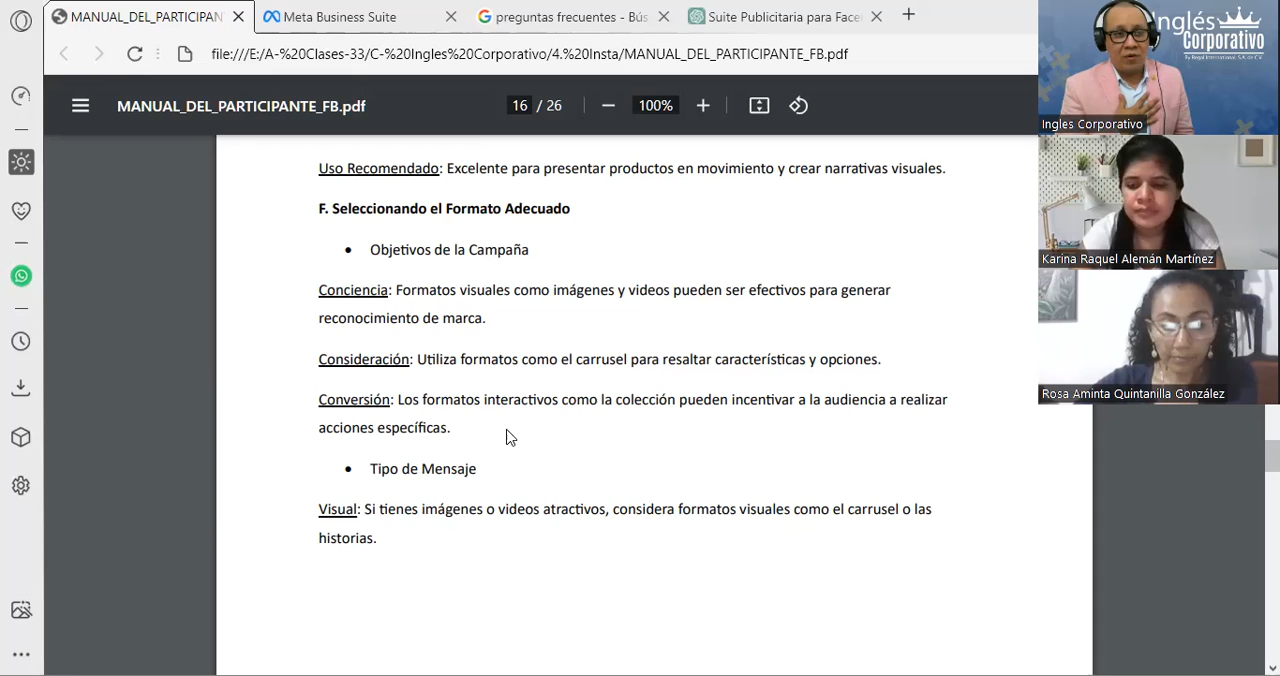 MANUAL_DEL_PARTICIPAN
Meta Business Suite
preguntas frecuentes - Bús
Suite Publicitaria para Face
file:///E:/A-%20Clases-33/C-%20Ingles%20Corporativo/4.%20Insta/MANUAL_DEL_PARTICIPANTE_FB.pdf
MANUAL_DEL_PARTICIPANTE_FB.pdf
16 / 26
100%
Uso Recomendado: Excelente para presentar productos en movimiento y crear narrativas visuales.
F. Seleccionando el Formato Adecuado
• Objetivos de la Campaña
Conciencia: Formatos visuales como imágenes y videos pueden ser efectivos para generar
reconocimiento de marca.
Consideración: Utiliza formatos como el carrusel para resaltar características y opciones.
Conversión: Los formatos interactivos como la colección pueden incentivar a la audiencia a realizar
acciones específicas.
• Tipo de Mensaje
Visual: Si tienes imágenes o videos atractivos, considera formatos visuales como el carrusel o las
historias.
Inglés
Corporativo
By Regal International, S.A. de C.V.
Ingles Corporativo
Karina Raquel Alemán Martínez
Rosa Aminta Quintanilla González